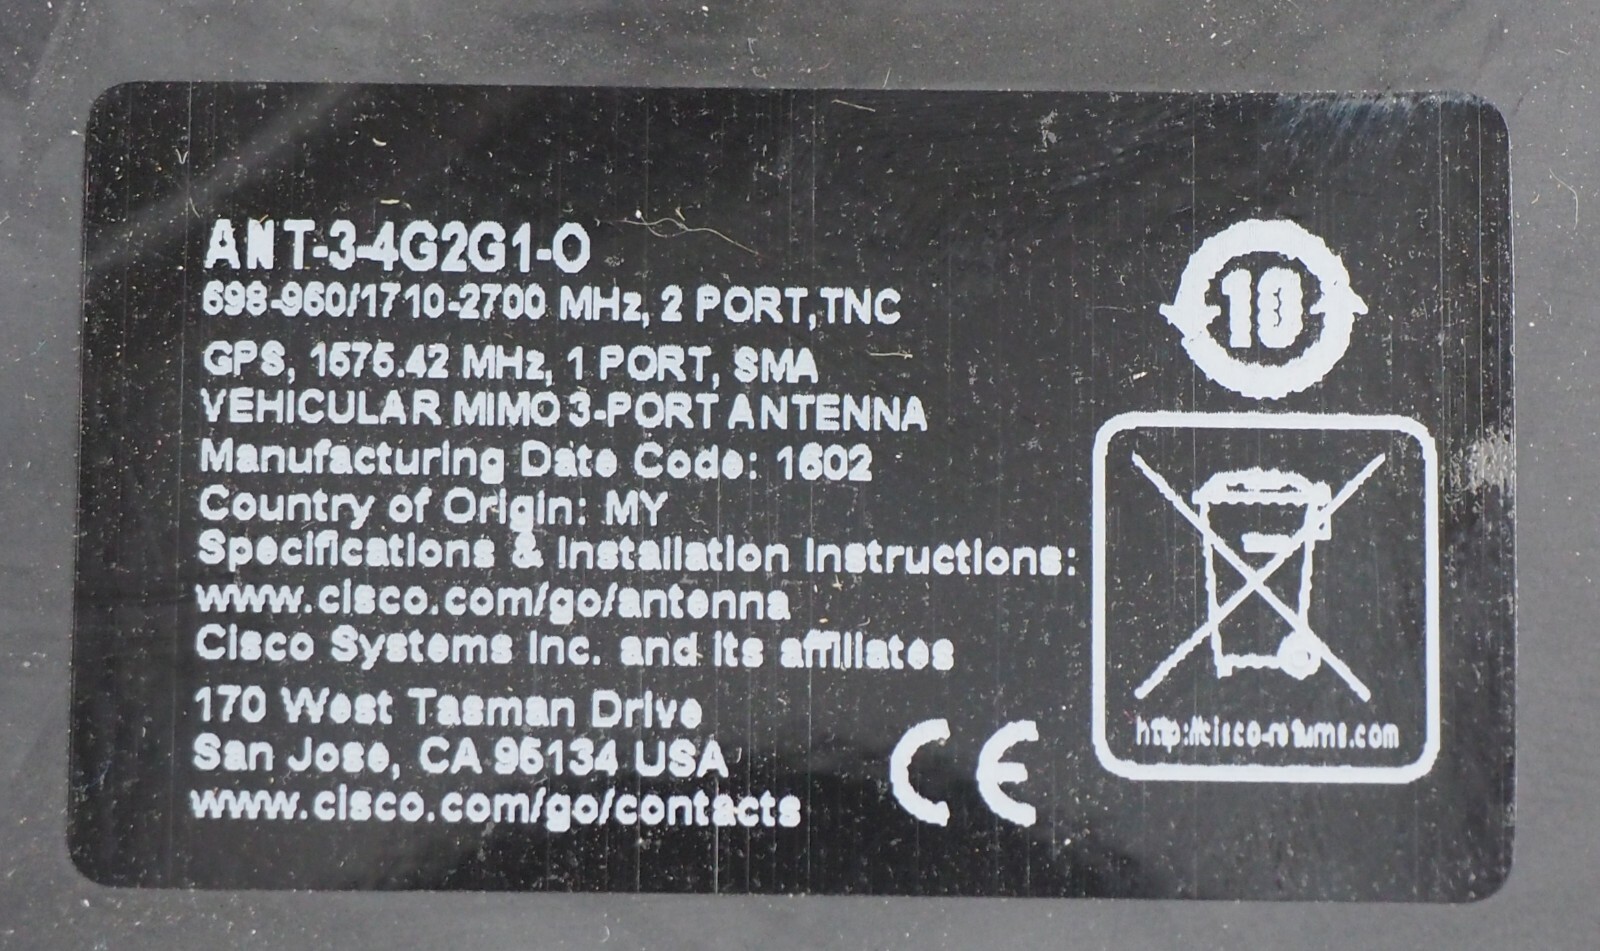 ANT-3-4G2G1-O
698-960/1710-2700 MHz, 2 PORT,TNC
GPS, 1575.42 MHz, 1 PORT, SMA
VEHICULAR MIMO 3-PORT ANTENNA
Manufacturing Date Code: 1602
Country of Origin: MY
Specifications & Installation Instructions:
www.cisco.com/go/antenna
Cisco Systems Inc. and its affiliates
170 West Tasman Drive
San Jose, CA 95134 USA
www.cisco.com/go/contacts
CE
10
http://cisco-returns.com